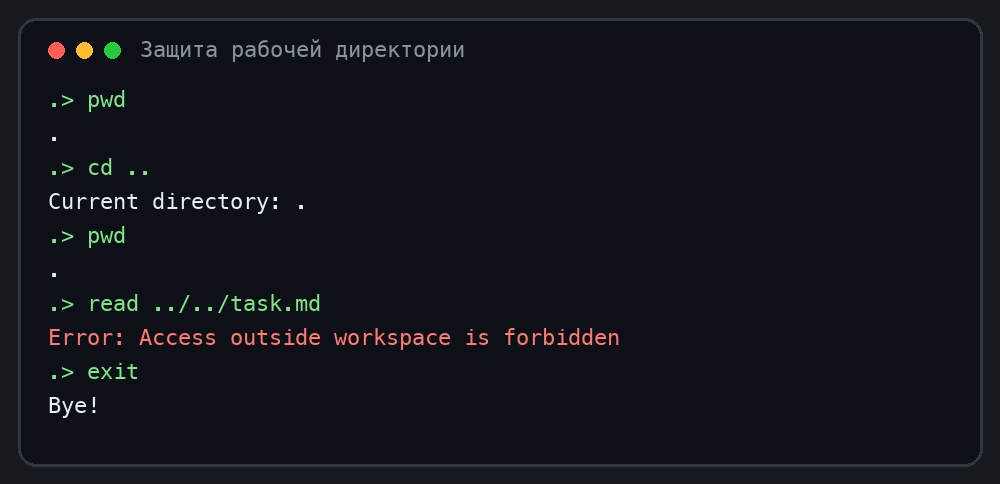 Защита рабочей директории
.> pwd
.
.> cd ..
Current directory: .
.> pwd
.
.> read ../../task.md
Error: Access outside workspace is forbidden
.> exit
Bye!